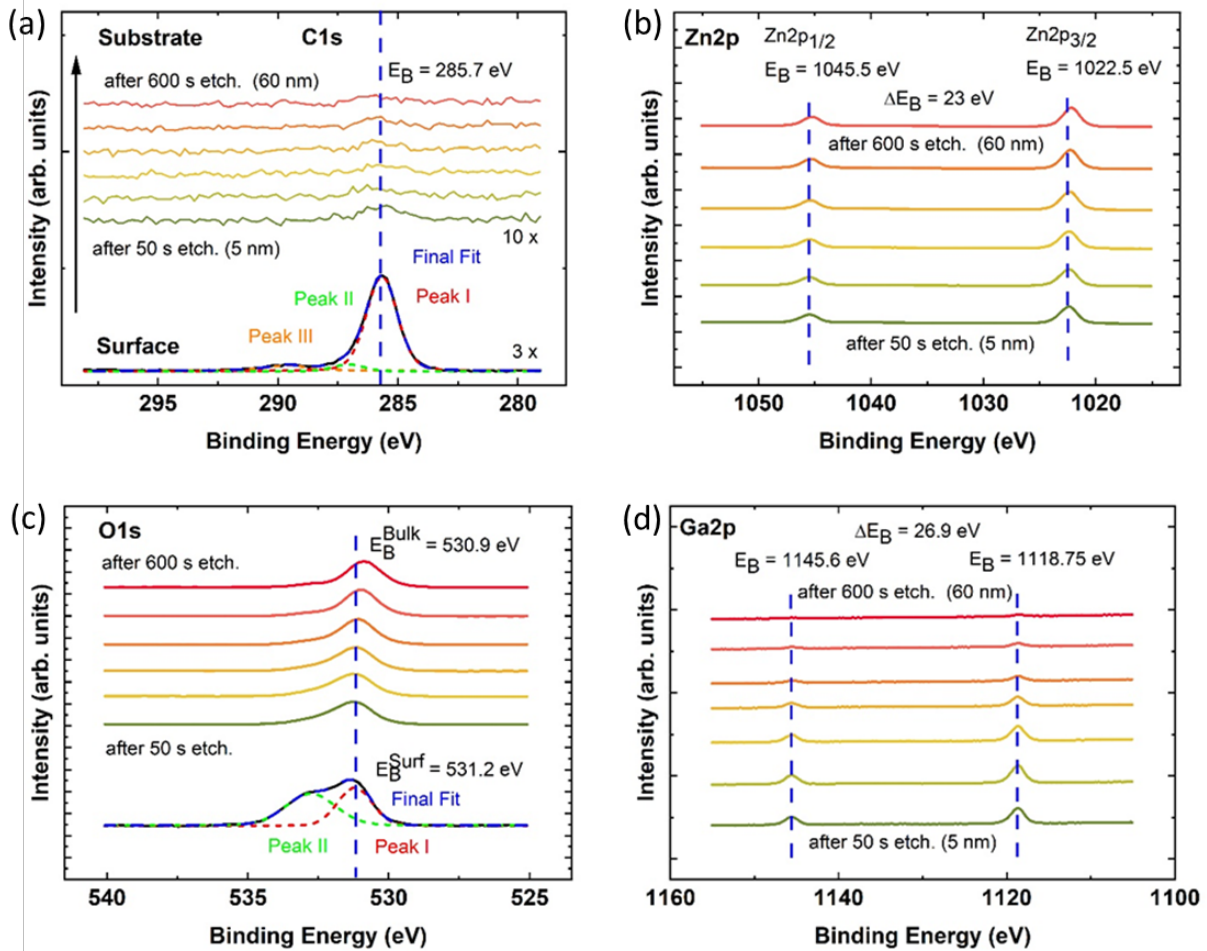 (a)
Substrate C1s
after 600 s etch. (60 nm)
E_B = 285.7 eV
after 50 s etch. (5 nm)
10 x
Final Fit
Peak II Peak I
Peak III
Surface
3 x
Intensity (arb. units)
295 290 285 280
Binding Energy (eV)
(b)
Zn2p Zn2p1/2 Zn2p3/2
E_B = 1045.5 eV E_B = 1022.5 eV
ΔE_B = 23 eV
after 600 s etch. (60 nm)
after 50 s etch. (5 nm)
Intensity (arb. units)
1050 1040 1030 1020
Binding Energy (eV)
(c)
O1s
E_B^Bulk = 530.9 eV
after 600 s etch.
after 50 s etch.
E_B^Surf = 531.2 eV
Final Fit
Peak II Peak I
Intensity (arb. units)
540 535 530 525
Binding Energy (eV)
(d)
Ga2p ΔE_B = 26.9 eV
E_B = 1145.6 eV E_B = 1118.75 eV
after 600 s etch. (60 nm)
after 50 s etch. (5 nm)
Intensity (arb. units)
1160 1140 1120 1100
Binding Energy (eV)